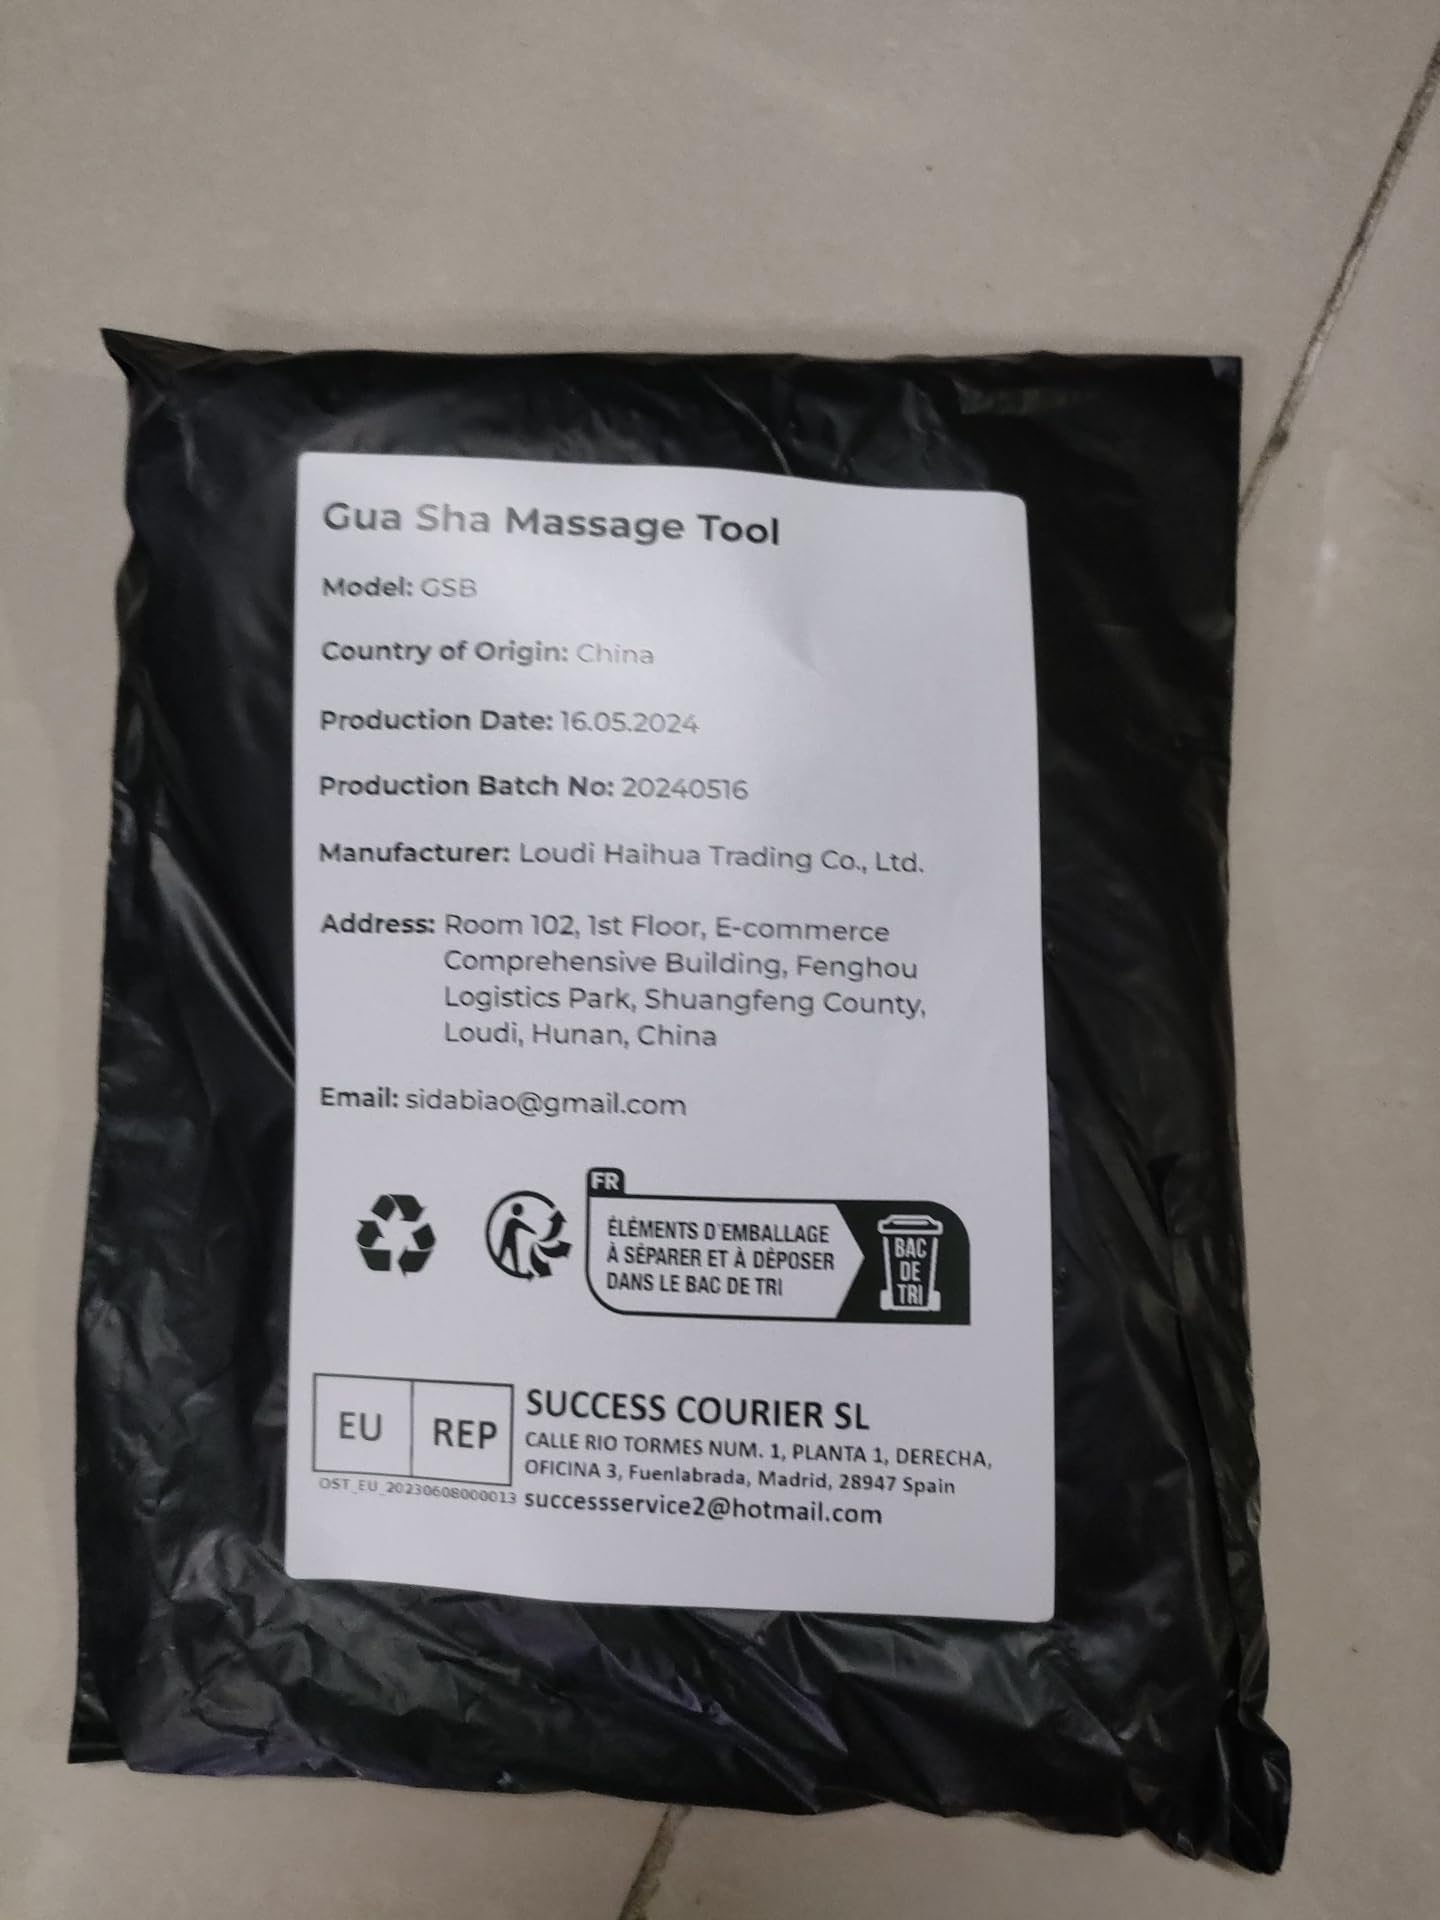 Gua Sha Massage Tool
Model: GSB
Country of Origin: China
Production Date: 16.05.2024
Production Batch No: 20240516
Manufacturer: Loudi Haihua Trading Co., Ltd.
Address: Room 102, 1st Floor, E-commerce
Comprehensive Building, Fenghou
Logistics Park, Shuangfeng County,
Loudi, Hunan, China
Email: sidabiao@gmail.com
FR
ÉLÉMENTS D'EMBALLAGE
À SÉPARER ET À DÉPOSER
DANS LE BAC DE TRI
BAC
DE
TRI
EU REP
OST_EU_20230608000013
SUCCESS COURIER SL
CALLE RIO TORMES NUM. 1, PLANTA 1, DERECHA,
OFICINA 3, Fuenlabrada, Madrid, 28947 Spain
successservice2@hotmail.com